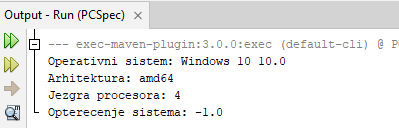 Output - Run (PCSpec)
--- exec-maven-plugin:3.0.0:exec (default-cli) @
Operativni sistem: Windows 10 10.0
Arhitektura: amd64
Jezgra procesora: 4
Opterecenje sistema: -1.0